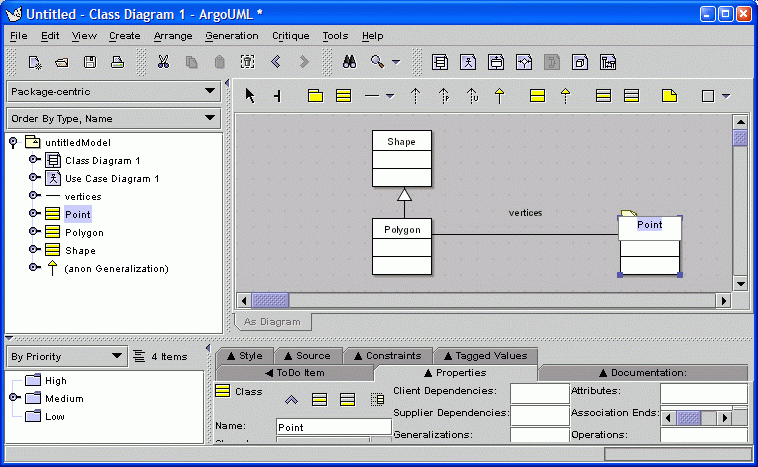 Untitled - Class Diagram 1 - ArgoUML *
File Edit View Create Arrange Generation Critique Tools Help
Package-centric
Order By Type, Name
untitledModel
Class Diagram 1
Use Case Diagram 1
vertices
Point
Polygon
Shape
(anon Generalization)
Shape
Polygon
vertices
Point
As Diagram
By Priority
4 Items
High
Medium
Low
Style Source Constraints Tagged Values
ToDo Item Properties Documentation:
Class
Name: Point
Client Dependencies:
Supplier Dependencies:
Generalizations:
Attributes:
Association Ends:
Operations: